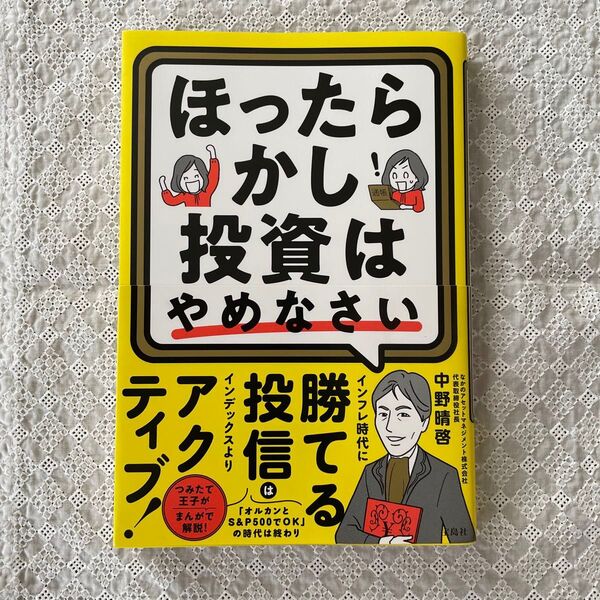 ほったら
かし!
投資は
やめなさい
通帳
なかのアセットマネジメント株式会社
代表取締役社長
中野晴啓
インフレ時代に
勝てる
投信は
インデックスより
アク
ティブ!
つみたて
王子が
まんがで
解説!
「オルカンと
S&P500でOK」
の時代は終わり
宝島社